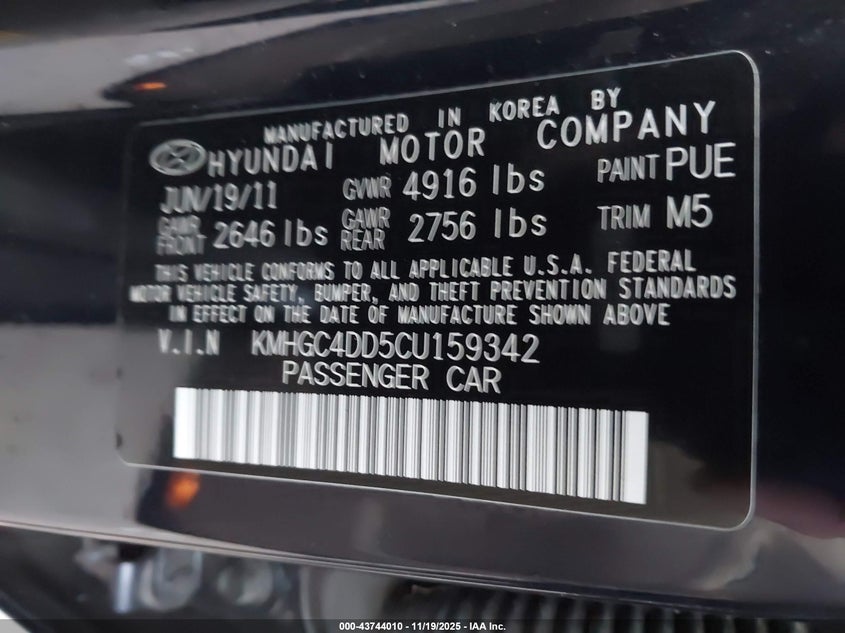 MANUFACTURED IN KOREA BY
HYUNDAI MOTOR COMPANY
JUN/19/11 GVWR 4916 lbs PAINT PUE
GAWR FRONT 2646 lbs GAWR REAR 2756 lbs TRIM M5
THIS VEHICLE CONFORMS TO ALL APPLICABLE U.S.A. FEDERAL
MOTOR VEHICLE SAFETY, BUMPER, AND THEFT PREVENTION STANDARDS
IN EFFECT ON THE DATE OF MANUFACTURE SHOWN ABOVE
V.I.N KMHGC4DD5CU159342
PASSENGER CAR
000-43744010 - 11/19/2025 - IAA Inc.